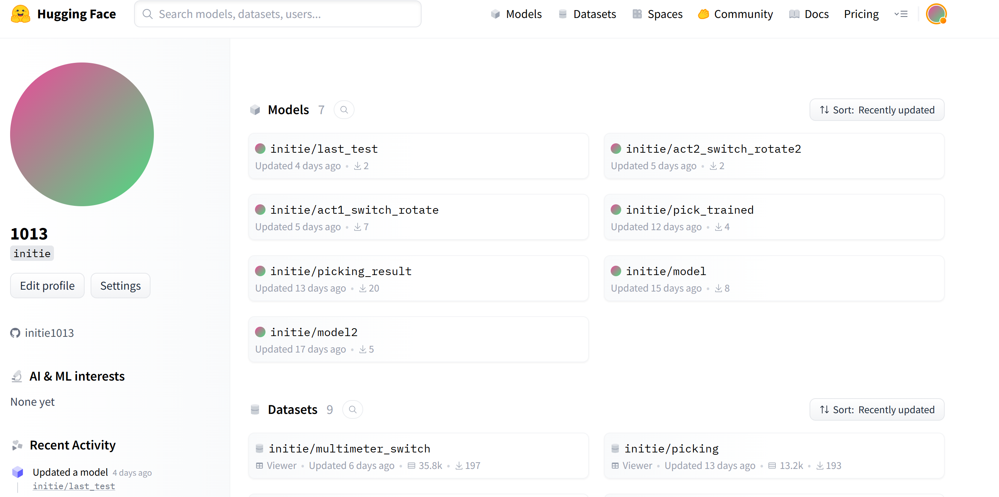 Hugging Face
Search models, datasets, users...
Models
Datasets
Spaces
Community
Docs
Pricing
1013
initie
Edit profile
Settings
initie1013
AI & ML interests
None yet
Recent Activity
Updated a model 4 days ago
initie/last_test
Models 7
Sort: Recently updated
initie/last_test
Updated 4 days ago • 2
initie/act2_switch_rotate2
Updated 5 days ago • 2
initie/act1_switch_rotate
Updated 5 days ago • 7
initie/pick_trained
Updated 12 days ago • 4
initie/picking_result
Updated 13 days ago • 20
initie/model
Updated 15 days ago • 8
initie/model2
Updated 17 days ago • 5
Datasets 9
Sort: Recently updated
initie/multimeter_switch
Viewer • Updated 6 days ago • 35.8k • 197
initie/picking
Viewer • Updated 13 days ago • 13.2k • 193